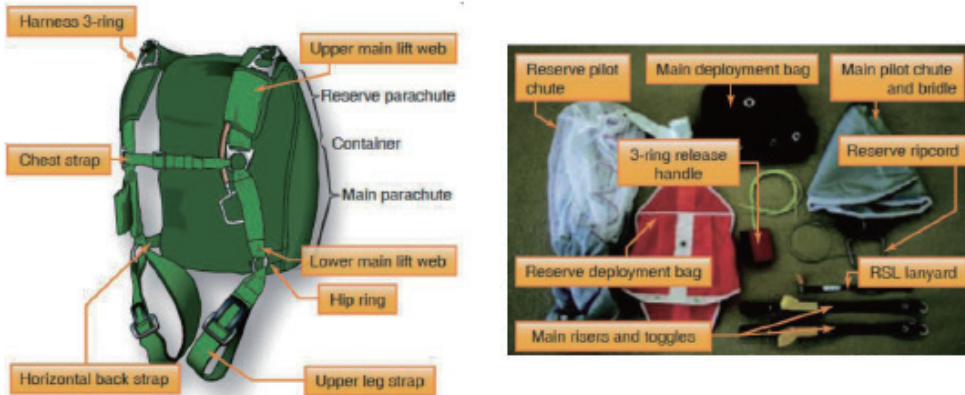 Harness 3-ring
Upper main lift web
Reserve parachute
Container
Chest strap
Main parachute
Lower main lift web
Hip ring
Horizontal back strap
Upper leg strap
Reserve pilot
chute
Main deployment bag
Main pilot chute
and bridle
3-ring release
handle
Reserve ripcord
Reserve deployment bag
RSL lanyard
Main risers and toggles